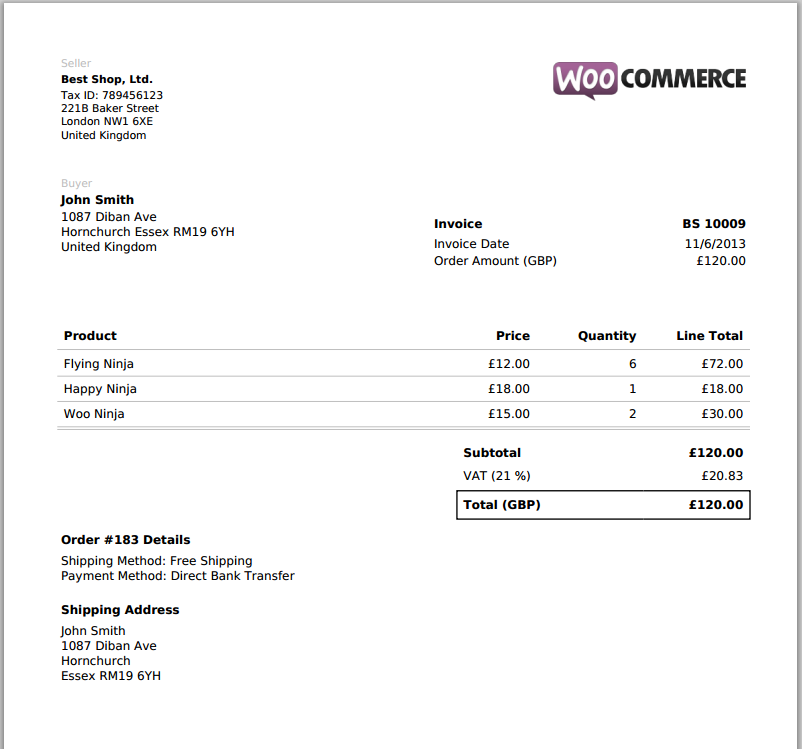 Seller
Best Shop, Ltd.
Tax ID: 789456123
221B Baker Street
London NW1 6XE
United Kingdom
WOO COMMERCE
Buyer
John Smith
1087 Diban Ave
Hornchurch Essex RM19 6YH
United Kingdom
Invoice BS 10009
Invoice Date 11/6/2013
Order Amount (GBP) £120.00
Product Price Quantity Line Total
Flying Ninja £12.00 6 £72.00
Happy Ninja £18.00 1 £18.00
Woo Ninja £15.00 2 £30.00
Subtotal £120.00
VAT (21 %) £20.83
Total (GBP) £120.00
Order #183 Details
Shipping Method: Free Shipping
Payment Method: Direct Bank Transfer
Shipping Address
John Smith
1087 Diban Ave
Hornchurch
Essex RM19 6YH